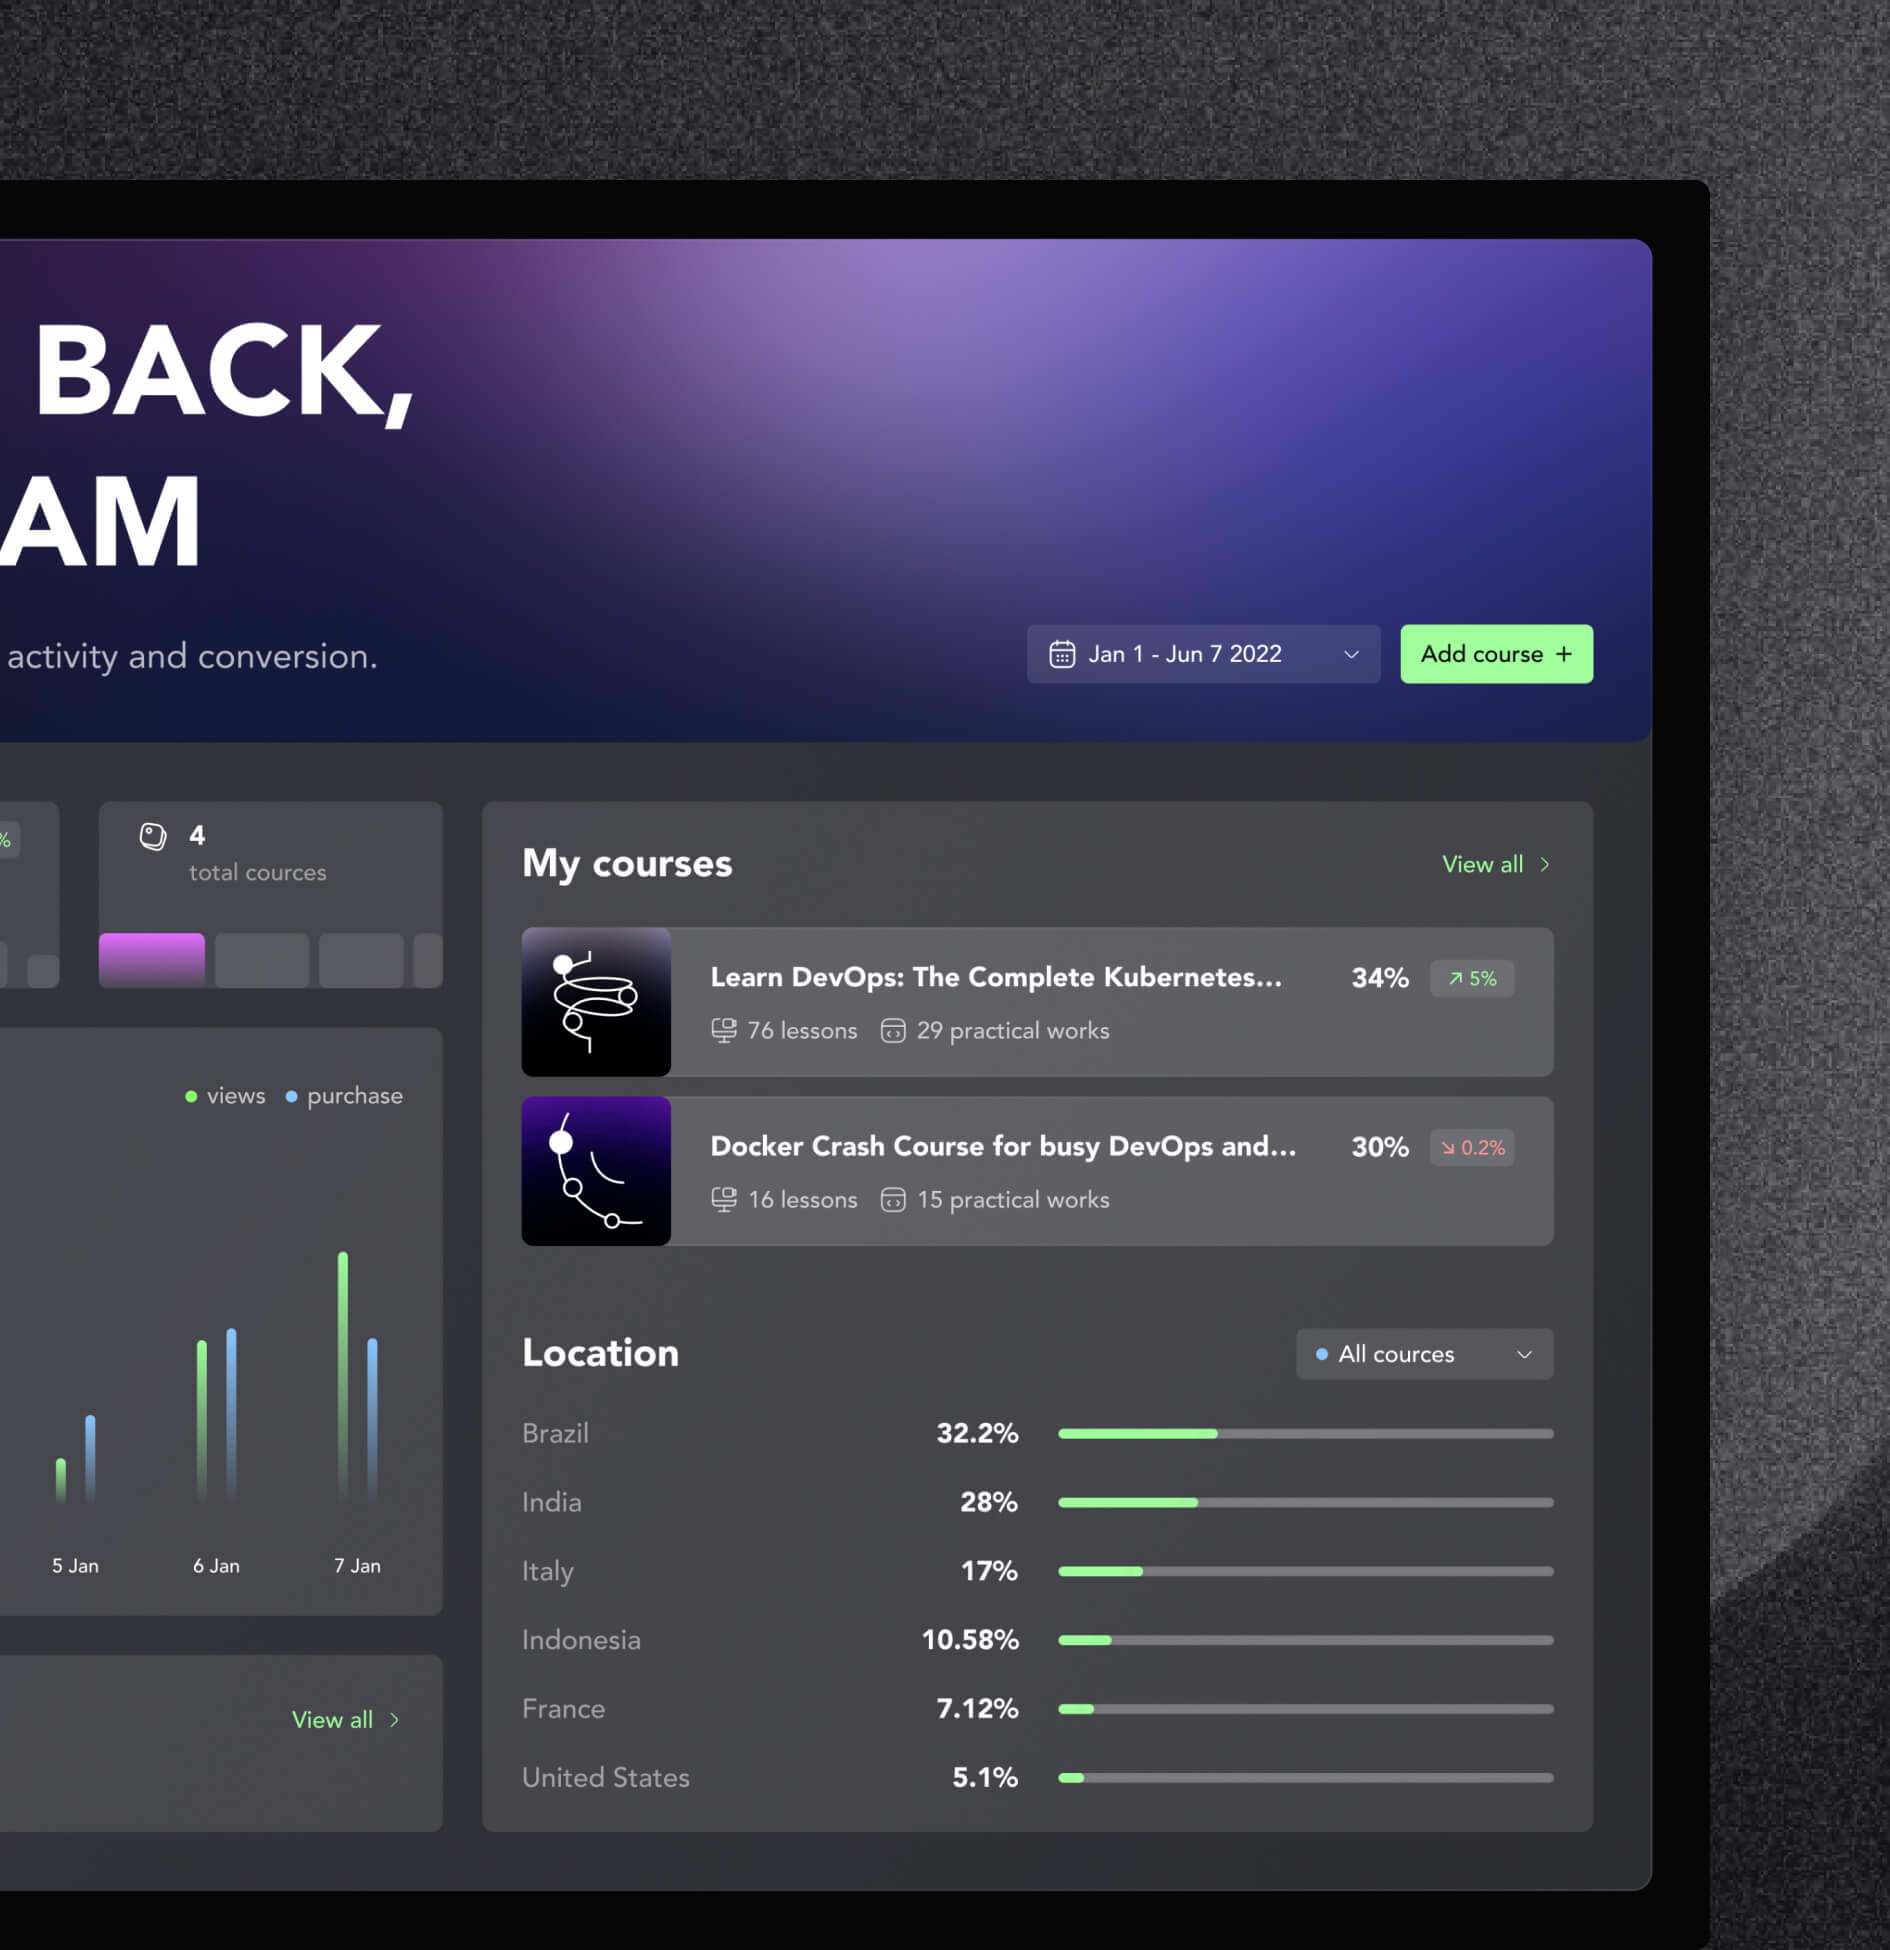 BACK,
AM
activity and conversion.
Jan 1 - Jun 7 2022
Add course +
%
4
total cources
views
purchase
5 Jan
6 Jan
7 Jan
View all
My courses
View all
Learn DevOps: The Complete Kubernetes...
34%
5%
76 lessons
29 practical works
Docker Crash Course for busy DevOps and...
30%
0.2%
16 lessons
15 practical works
Location
All cources
Brazil 32.2%
India 28%
Italy 17%
Indonesia 10.58%
France 7.12%
United States 5.1%